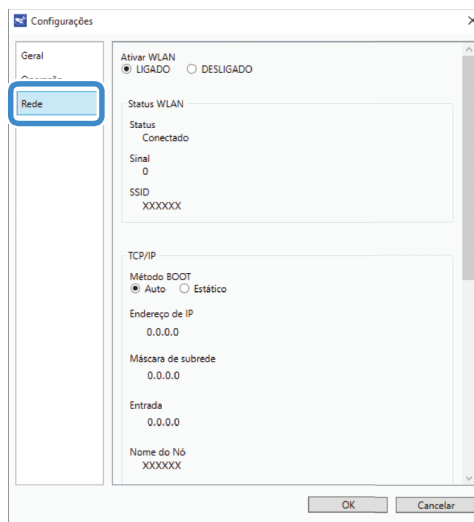 Configurações
Geral
Rede
Ativar WLAN
LIGADO DESLIGADO
Status WLAN
Status
Conectado
Sinal
0
SSID
XXXXXX
TCP/IP
Método BOOT
Auto Estático
Endereço de IP
0.0.0.0
Máscara de subrede
0.0.0.0
Entrada
0.0.0.0
Nome do Nó
XXXXXX
OK Cancelar